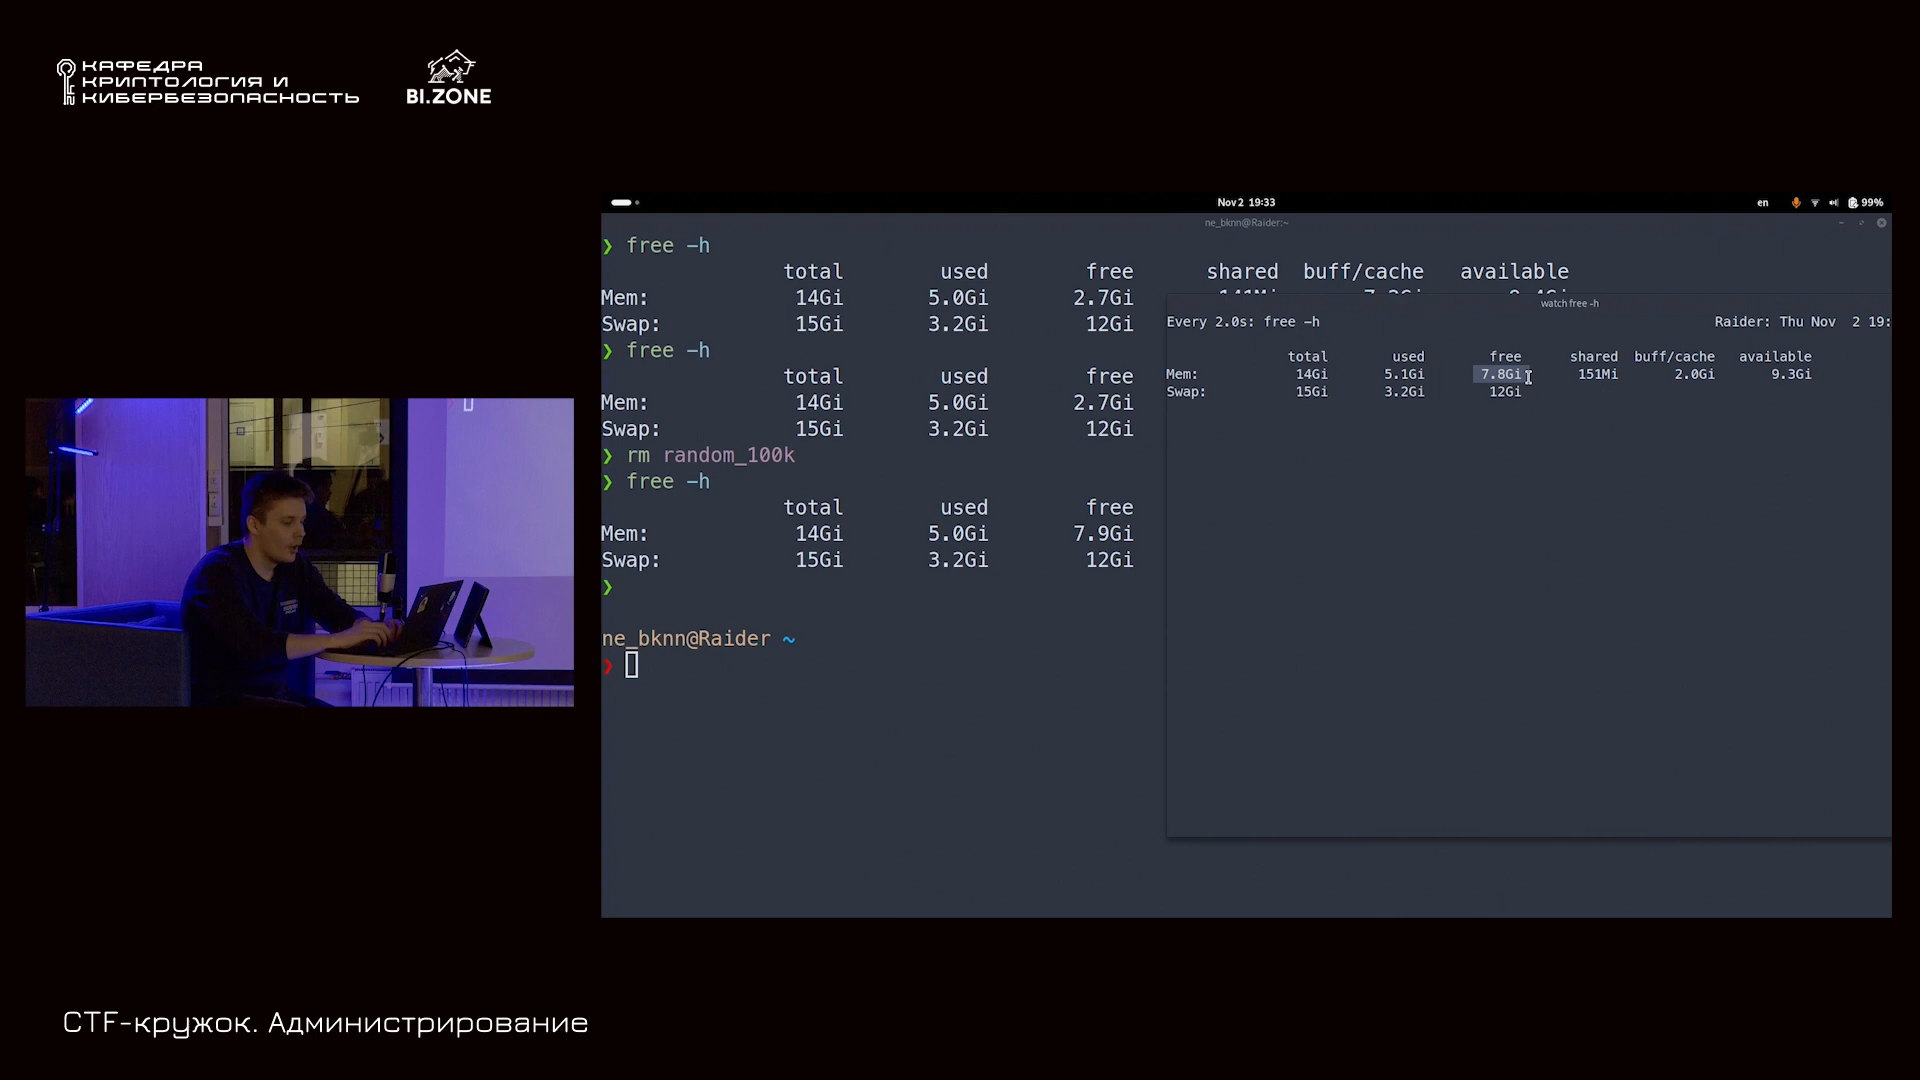 КАФЕДРА
КРИПТОЛОГИЯ И
КИБЕРБЕЗОПАСНОСТЬ
BI.ZONE
Nov 2 19:33
en
99%
ne_bknn@Raider:~
❯ free -h
total used free shared buff/cache available
Mem: 14Gi 5.0Gi 2.7Gi
Swap: 15Gi 3.2Gi 12Gi
❯ free -h
total used free
Mem: 14Gi 5.0Gi 2.7Gi
Swap: 15Gi 3.2Gi 12Gi
❯ rm random_100k
❯ free -h
total used free
Mem: 14Gi 5.0Gi 7.9Gi
Swap: 15Gi 3.2Gi 12Gi
❯
ne_bknn@Raider ~
❯
watch free -h
Every 2.0s: free -h
Raider: Thu Nov 2 19:
total used free shared buff/cache available
Mem: 14Gi 5.1Gi 7.8Gi 151Mi 2.0Gi 9.3Gi
Swap: 15Gi 3.2Gi 12Gi
CTF-кружок. Администрирование